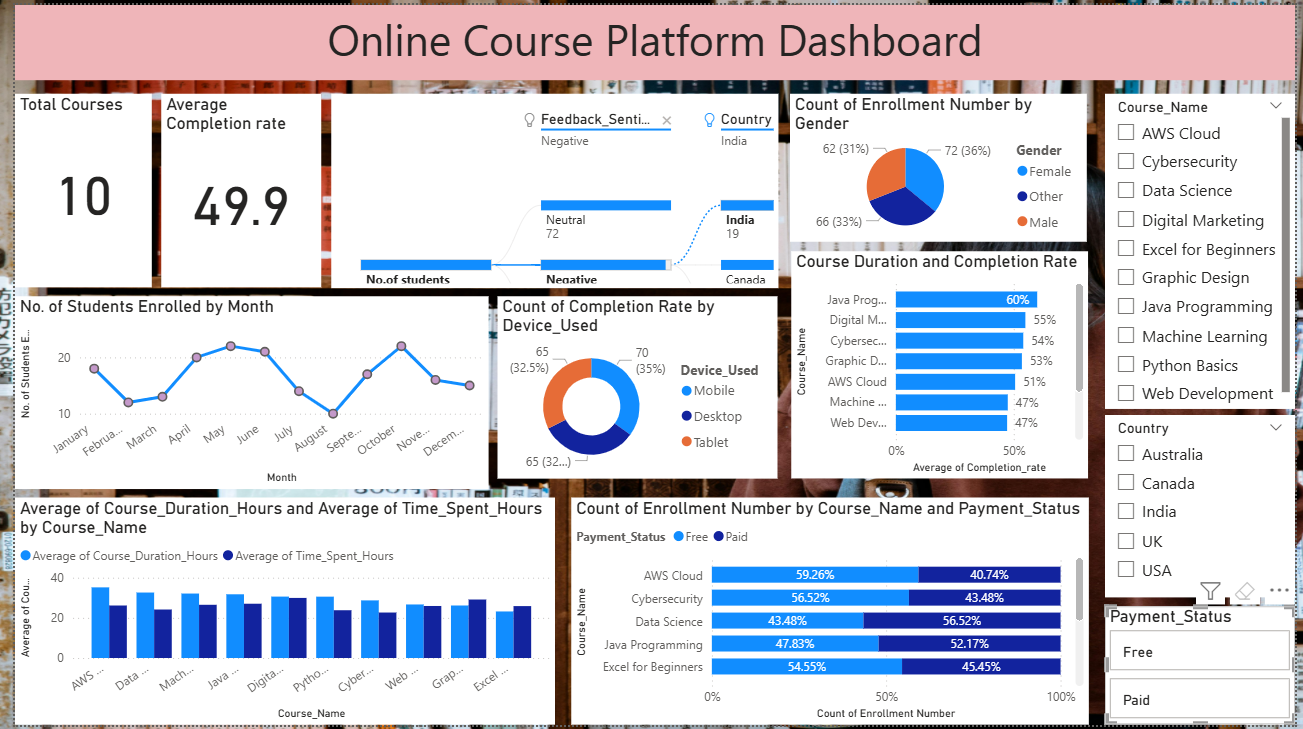 Online Course Platform Dashboard
Total Courses
10
Average
Completion rate
49.9
Feedback_Senti...
Negative
Country
India
Neutral
72
India
19
No.of students
Negative
Canada
Count of Enrollment Number by
Gender
62 (31%)
72 (36%)
66 (33%)
Gender
Female
Other
Male
Course_Name
AWS Cloud
Cybersecurity
Data Science
Digital Marketing
Excel for Beginners
Graphic Design
Java Programming
Machine Learning
Python Basics
Web Development
No. of Students Enrolled by Month
No. of Students E...
20
10
January
Februa...
March
April
May
June
July
August
Septe...
October
Nove...
Decem...
Month
Count of Completion Rate by
Device_Used
65
(32.5%)
70
(35%)
65 (32...)
Device_Used
Mobile
Desktop
Tablet
Course Duration and Completion Rate
Course_Name
Java Prog...
60%
Digital M...
55%
Cybersec...
54%
Graphic D...
53%
AWS Cloud
51%
Machine ...
47%
Web Dev...
47%
0%
50%
Average of Completion_rate
Country
Australia
Canada
India
UK
USA
Average of Course_Duration_Hours and Average of Time_Spent_Hours
by Course_Name
Average of Course_Duration_Hours
Average of Time_Spent_Hours
Average of Cou...
40
20
0
AWS ...
Data ...
Mach...
Java ...
Digita...
Pytho...
Cyber...
Web ...
Grap...
Excel ...
Course_Name
Count of Enrollment Number by Course_Name and Payment_Status
Payment_Status
Free
Paid
Course_Name
AWS Cloud
59.26%
40.74%
Cybersecurity
56.52%
43.48%
Data Science
43.48%
56.52%
Java Programming
47.83%
52.17%
Excel for Beginners
54.55%
45.45%
0%
50%
100%
Count of Enrollment Number
Payment_Status
Free
Paid